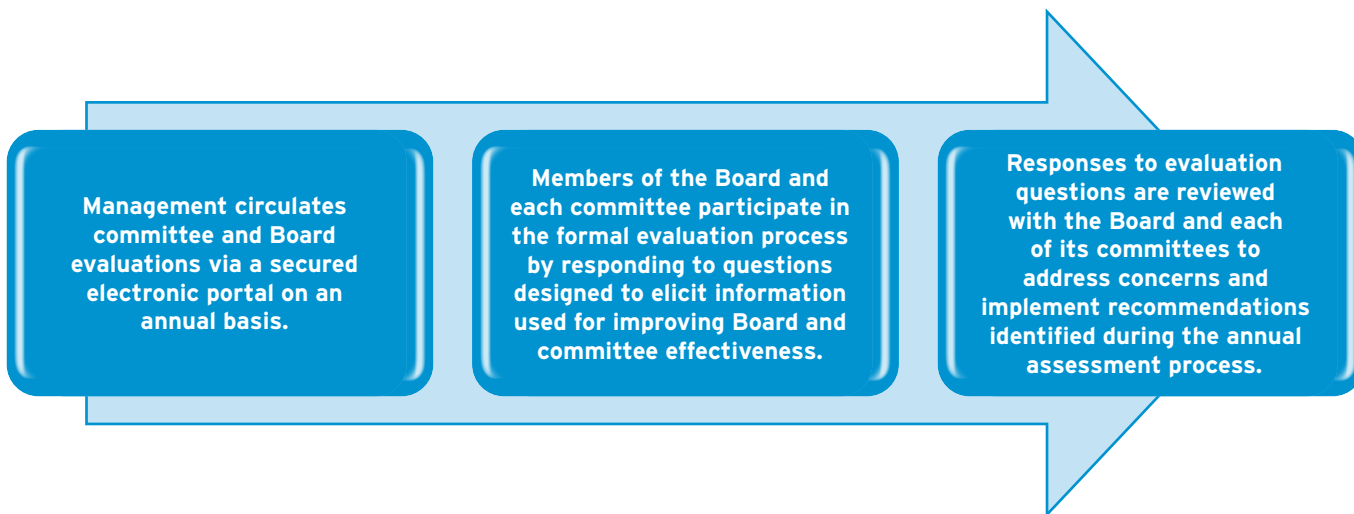 Management circulates
committee and Board
evaluations via a secured
electronic portal on an
annual basis.
Members of the Board and
each committee participate in
the formal evaluation process
by responding to questions
designed to elicit information
used for improving Board and
committee effectiveness.
Responses to evaluation
questions are reviewed
with the Board and each
of its committees to
address concerns and
implement recommendations
identified during the annual
assessment process.